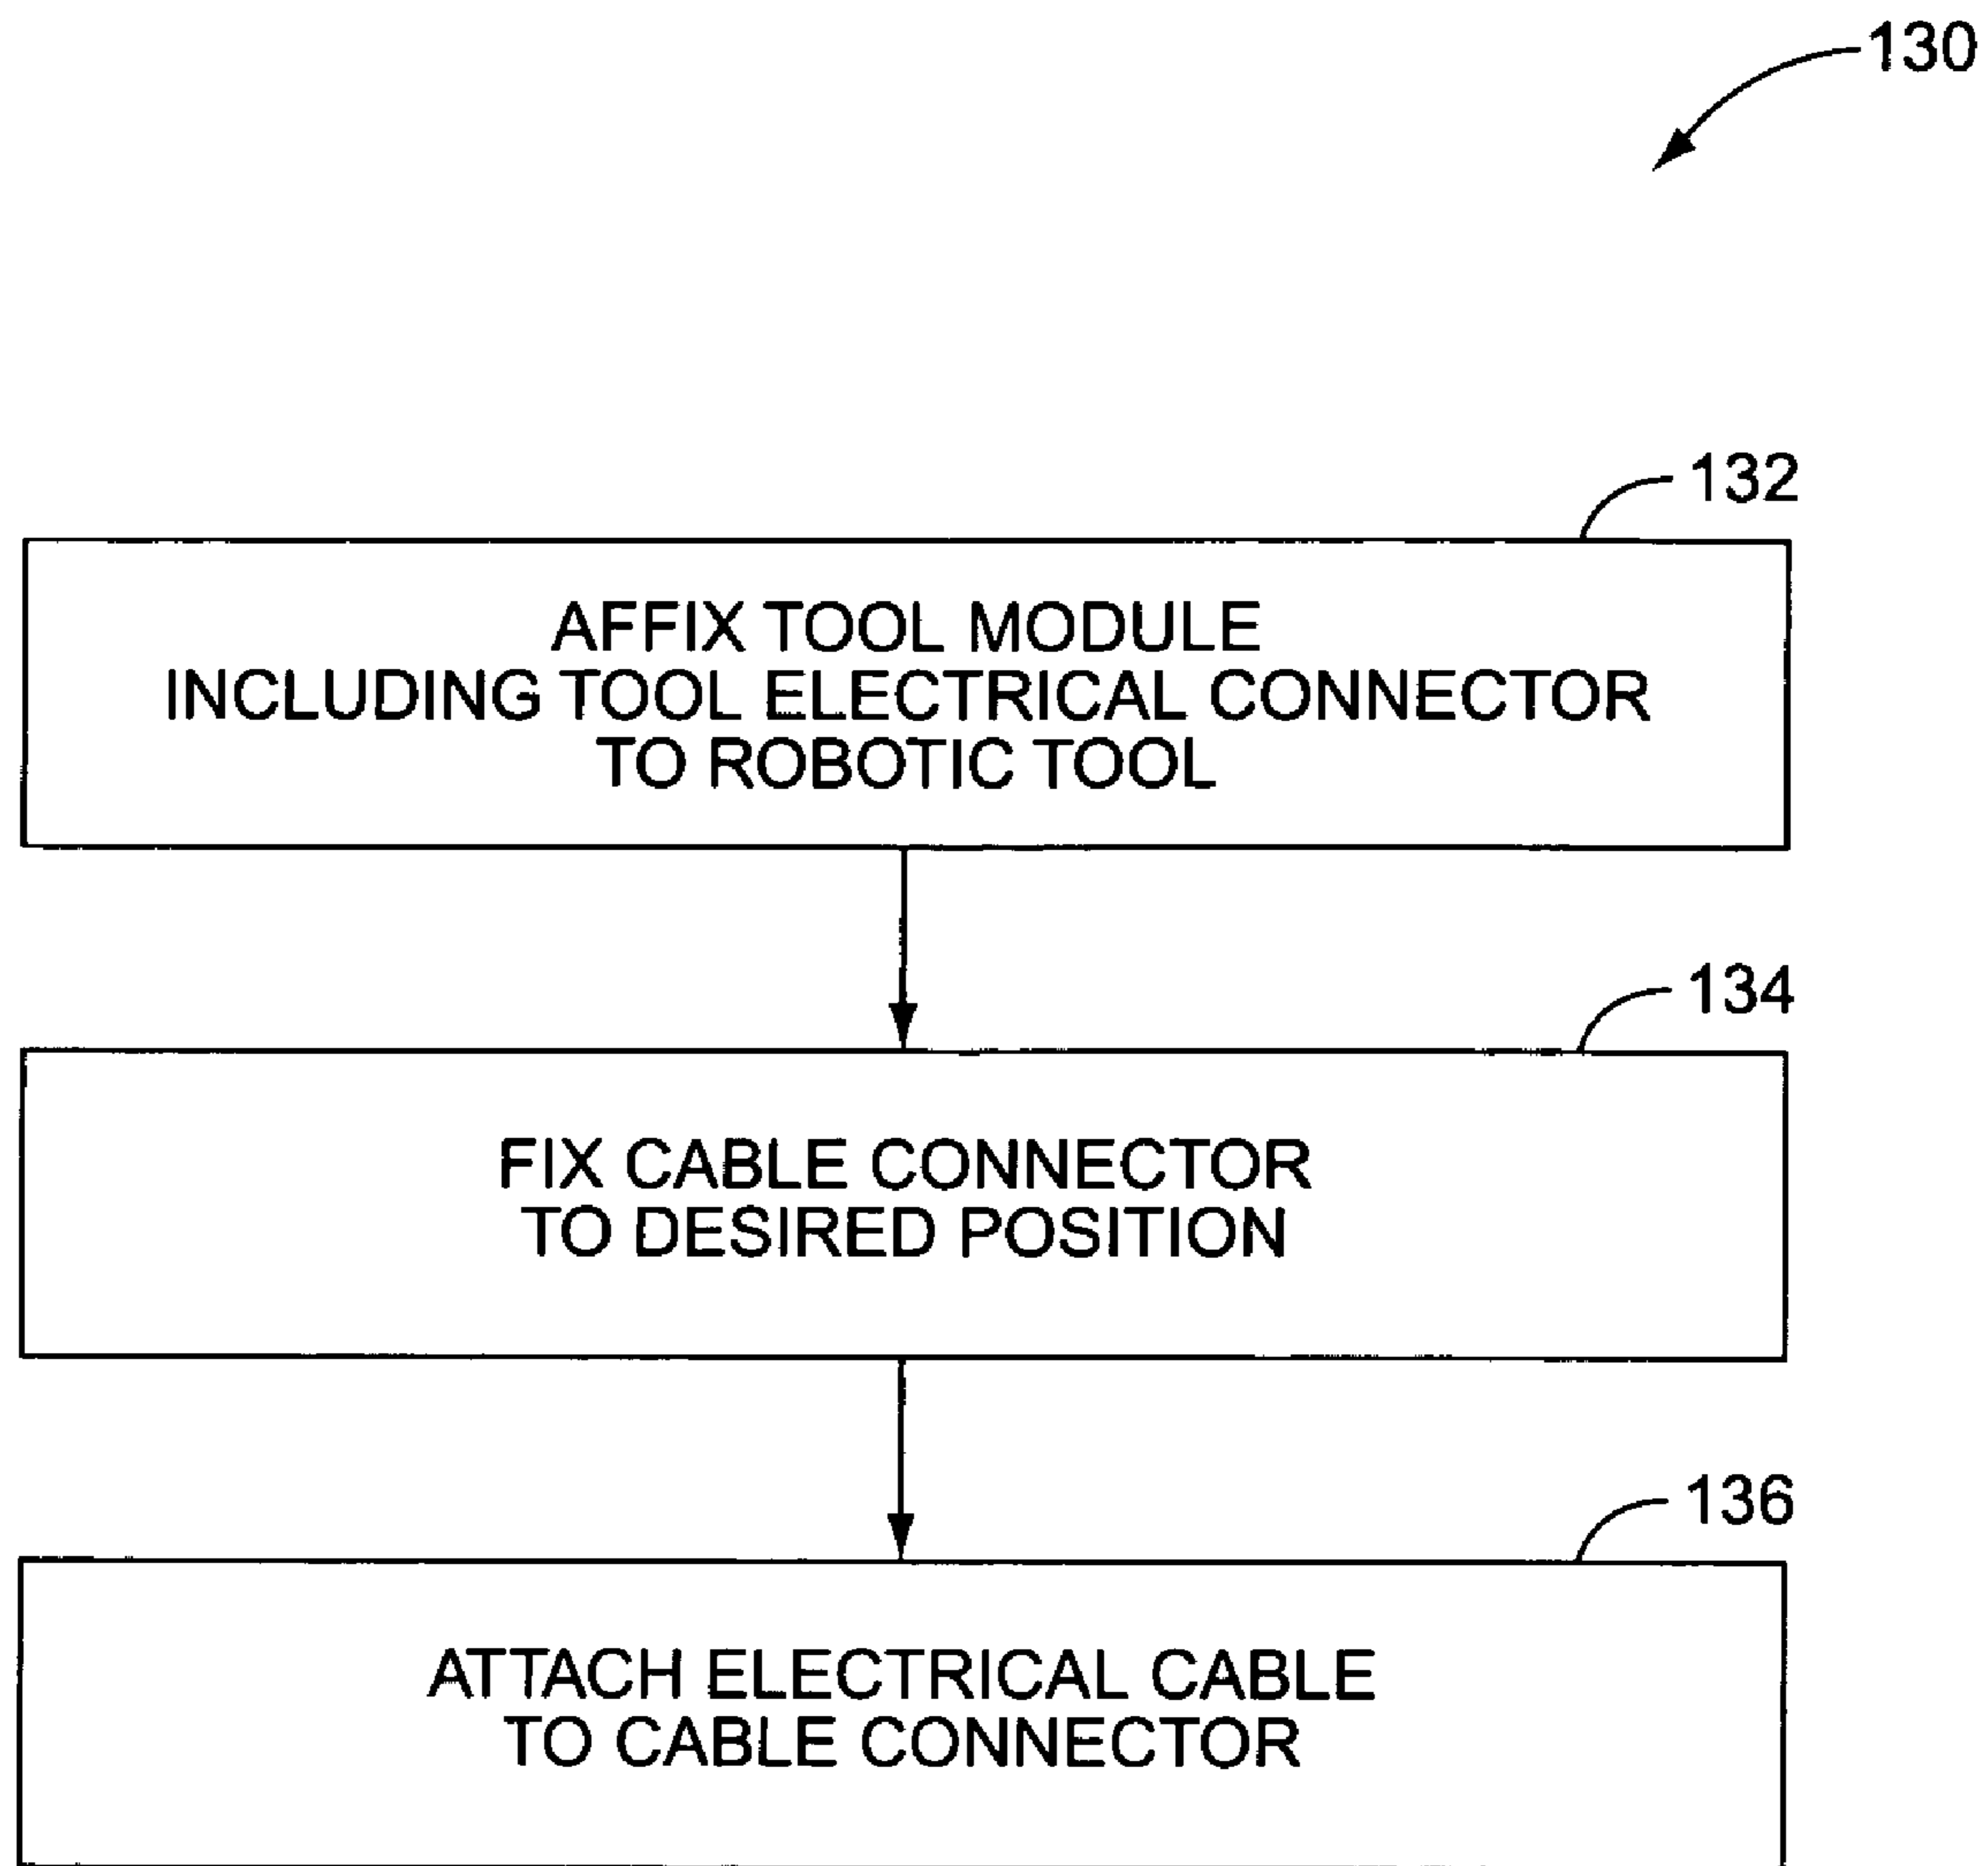 130
132
AFFIX TOOL MODULE
INCLUDING TOOL ELECTRICAL CONNECTOR
TO ROBOTIC TOOL
134
FIX CABLE CONNECTOR
TO DESIRED POSITION
136
ATTACH ELECTRICAL CABLE
TO CABLE CONNECTOR